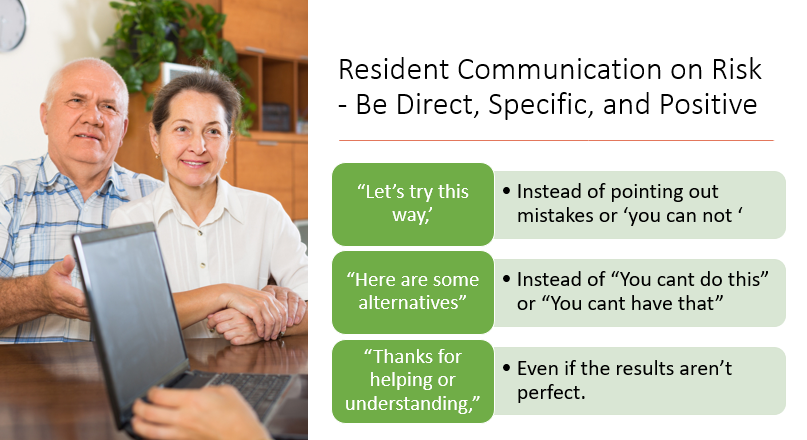 Resident Communication on Risk
- Be Direct, Specific, and Positive
“Let’s try this
way,’
• Instead of pointing out
mistakes or ‘you can not ‘
“Here are some
alternatives”
• Instead of “You cant do this”
or “You cant have that”
“Thanks for
helping or
understanding,”
• Even if the results aren’t
perfect.